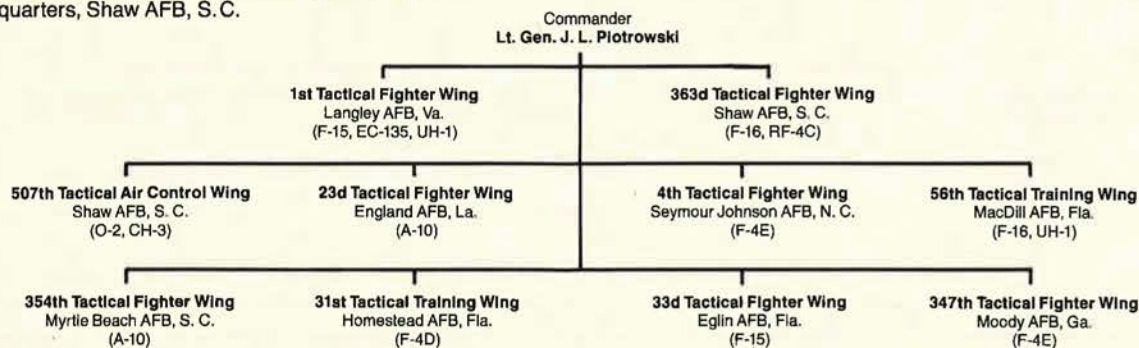 quarters, Shaw AFB, S.C.
Commander
Lt. Gen. J. L. Piotrowski
1st Tactical Fighter Wing
Langley AFB, Va.
(F-15, EC-135, UH-1)
363d Tactical Fighter Wing
Shaw AFB, S. C.
(F-16, RF-4C)
507th Tactical Air Control Wing
Shaw AFB, S. C.
(O-2, CH-3)
23d Tactical Fighter Wing
England AFB, La.
(A-10)
4th Tactical Fighter Wing
Seymour Johnson AFB, N. C.
(F-4E)
56th Tactical Training Wing
MacDill AFB, Fla.
(F-16, UH-1)
354th Tactical Fighter Wing
Myrtle Beach AFB, S. C.
(A-10)
31st Tactical Training Wing
Homestead AFB, Fla.
(F-4D)
33d Tactical Fighter Wing
Eglin AFB, Fla.
(F-15)
347th Tactical Fighter Wing
Moody AFB, Ga.
(F-4E)